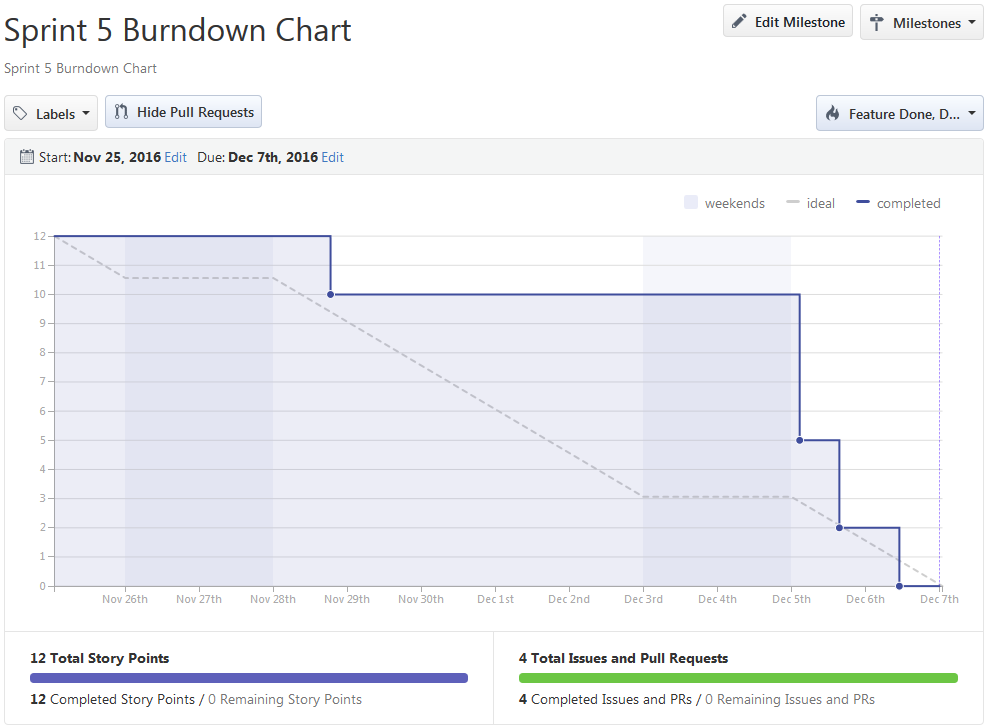 Sprint 5 Burndown Chart
Edit Milestone
Milestones
Sprint 5 Burndown Chart
Labels
Hide Pull Requests
Feature Done, D...
Start: Nov 25, 2016 Edit Due: Dec 7th, 2016 Edit
weekends ideal completed
12
11
10
9
8
7
6
5
4
3
2
1
0
Nov 26th Nov 27th Nov 28th Nov 29th Nov 30th Dec 1st Dec 2nd Dec 3rd Dec 4th Dec 5th Dec 6th Dec 7th
12 Total Story Points
12 Completed Story Points / 0 Remaining Story Points
4 Total Issues and Pull Requests
4 Completed Issues and PRs / 0 Remaining Issues and PRs